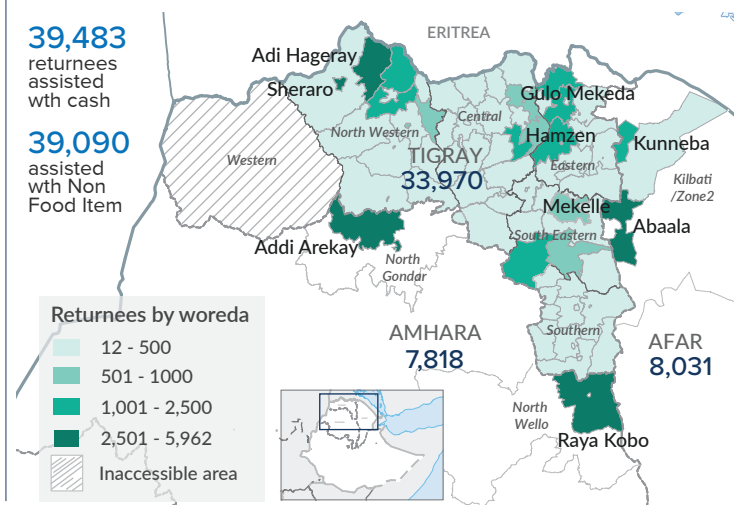 39,483
returnees
assisted
wth cash
39,090
assisted
wth Non
Food Item
ERITREA
Adi Hageray
Sheraro
Gulo Mekeda
Central
North Western
Hamzen
Kunneba
Western
TIGRAY
33,970
Eastern
Kilbati
/Zone2
Mekelle
Abaala
South Eastern
Addi Arekay
North
Gondar
AMHARA
7,818
Southern
AFAR
8,031
North
Wello
Raya Kobo
Returnees by woreda
12 - 500
501 - 1000
1,001 - 2,500
2,501 - 5,962
Inaccessible area